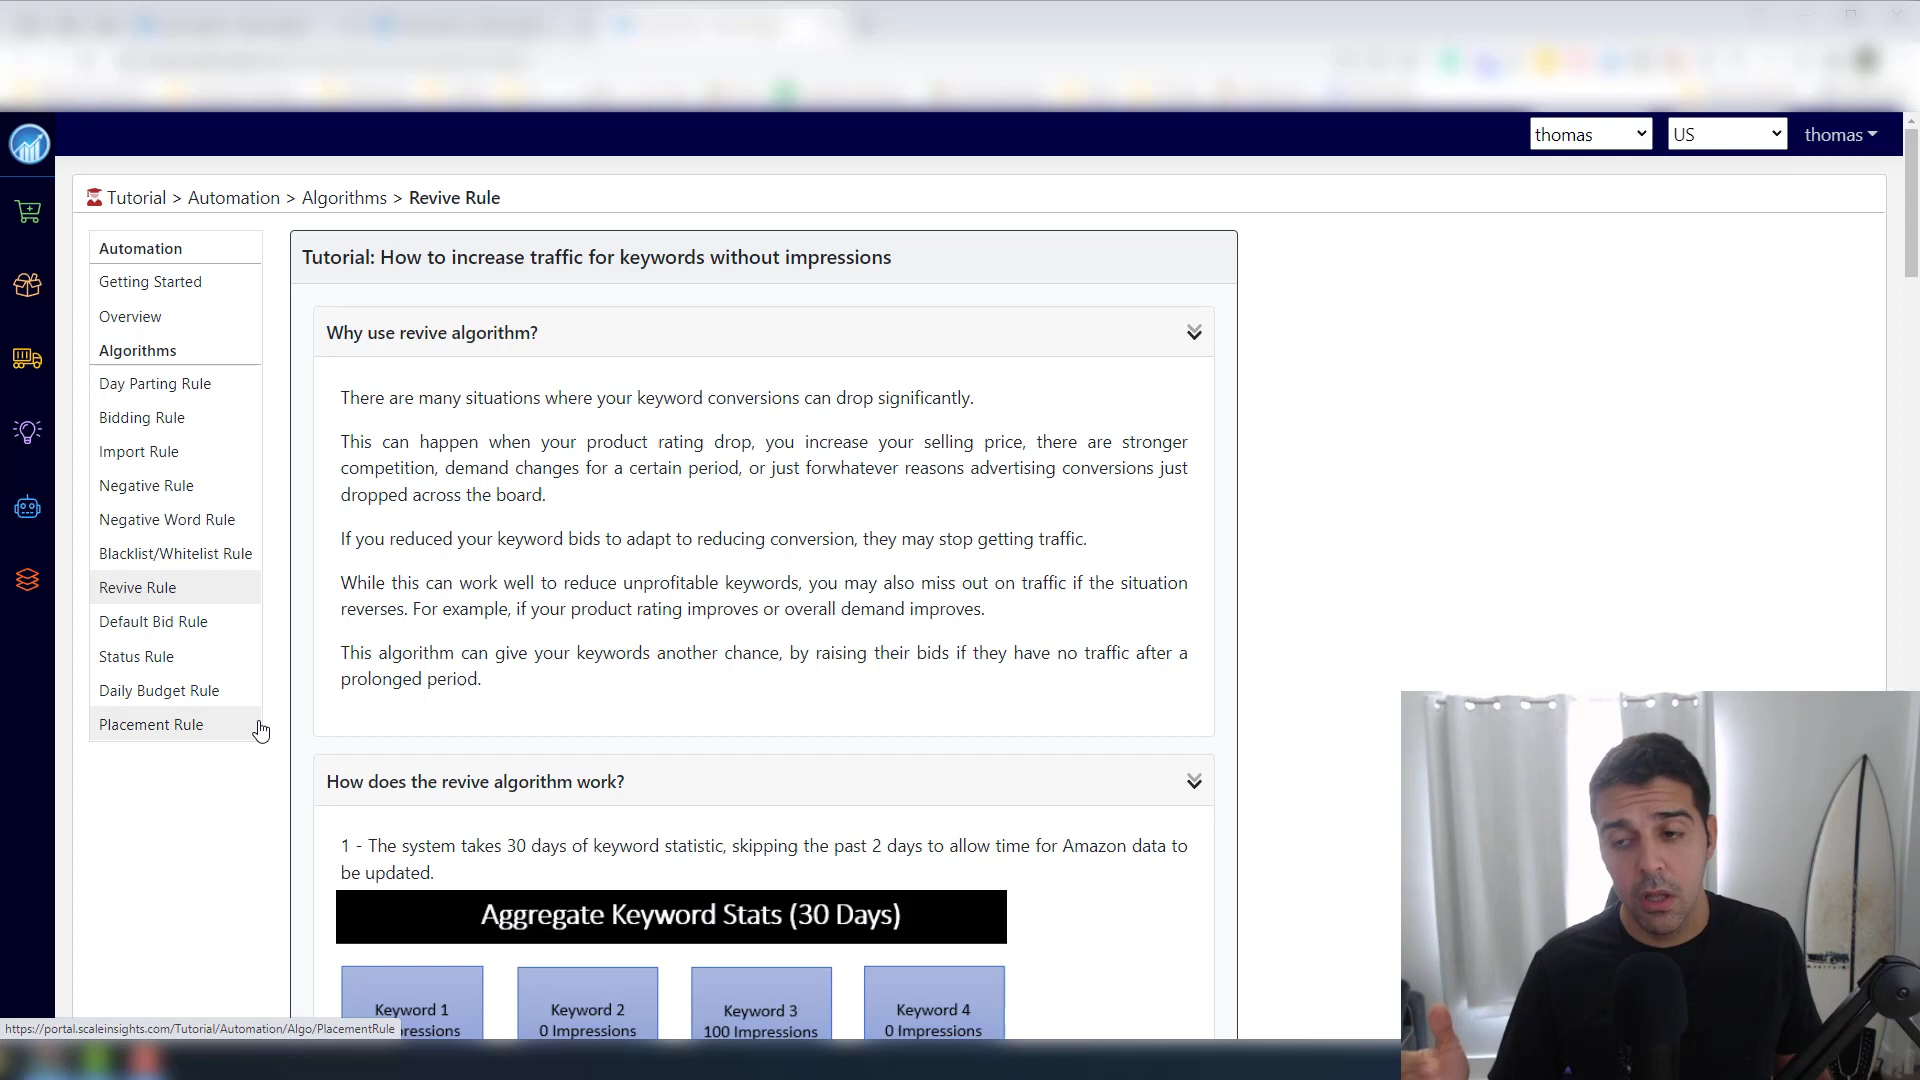 thomas
US
thomas
Tutorial > Automation > Algorithms > Revive Rule
Automation
Getting Started
Overview
Algorithms
Day Parting Rule
Bidding Rule
Import Rule
Negative Rule
Negative Word Rule
Blacklist/Whitelist Rule
Revive Rule
Default Bid Rule
Status Rule
Daily Budget Rule
Placement Rule
Tutorial: How to increase traffic for keywords without impressions
Why use revive algorithm?
There are many situations where your keyword conversions can drop significantly.
This can happen when your product rating drop, you increase your selling price, there are stronger
competition, demand changes for a certain period, or just forwhatever reasons advertising conversions just
dropped across the board.
If you reduced your keyword bids to adapt to reducing conversion, they may stop getting traffic.
While this can work well to reduce unprofitable keywords, you may also miss out on traffic if the situation
reverses. For example, if your product rating improves or overall demand improves.
This algorithm can give your keywords another chance, by raising their bids if they have no traffic after a
prolonged period.
How does the revive algorithm work?
1 - The system takes 30 days of keyword statistic, skipping the past 2 days to allow time for Amazon data to
be updated.
Aggregate Keyword Stats (30 Days)
Keyword 1
pressions
Keyword 2
0 Impressions
Keyword 3
100 Impressions
Keyword 4
0 Impressions
https://portal.scaleinsights.com/Tutorial/Automation/Algo/PlacementRule